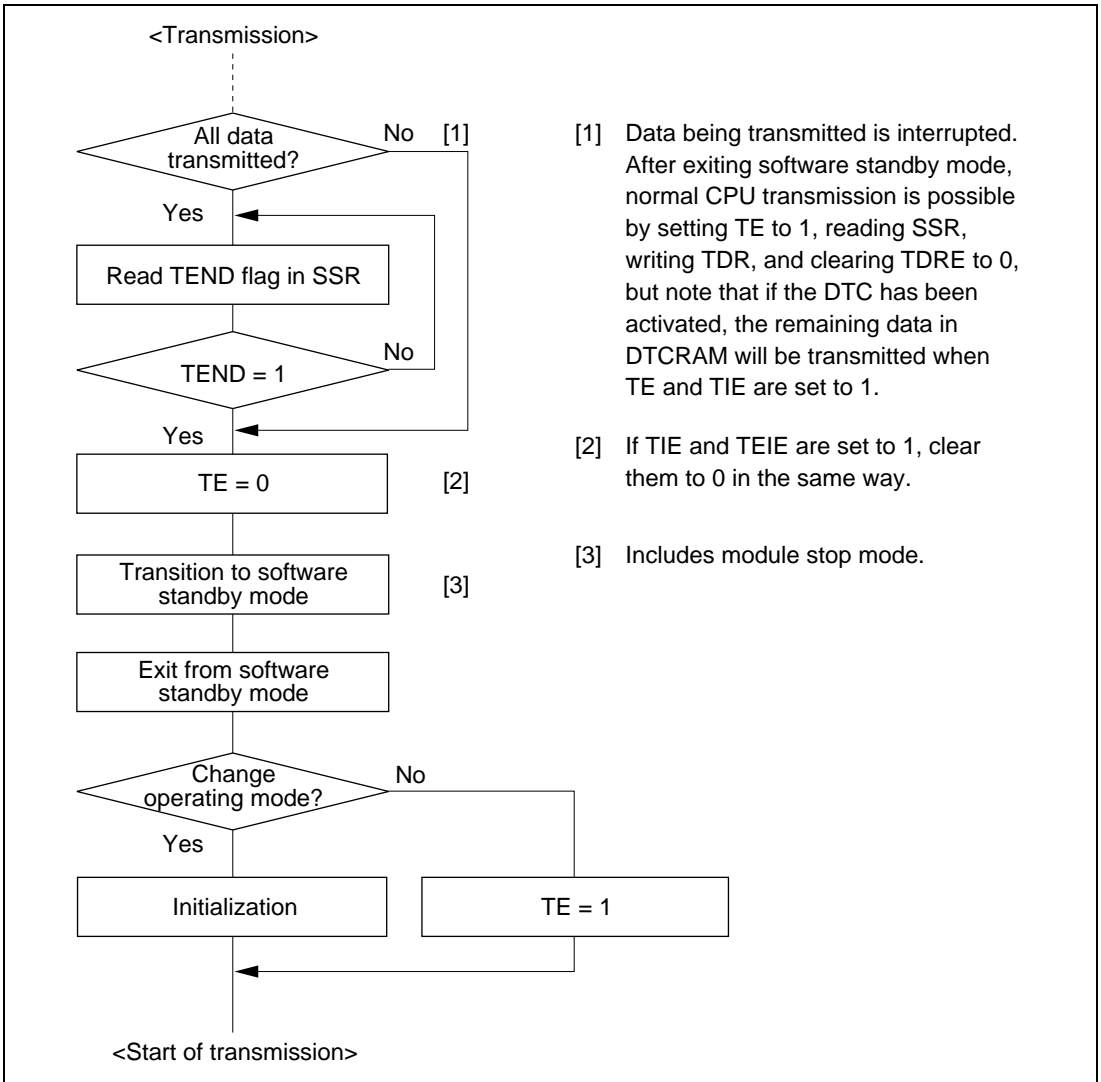 <Transmission>
All data
transmitted?
No
[1]
Yes
Read TEND flag in SSR
TEND = 1
No
Yes
TE = 0
[2]
Transition to software
standby mode
[3]
Exit from software
standby mode
Change
operating mode?
No
Yes
Initialization
TE = 1
<Start of transmission>
[1] Data being transmitted is interrupted.
After exiting software standby mode,
normal CPU transmission is possible
by setting TE to 1, reading SSR,
writing TDR, and clearing TDRE to 0,
but note that if the DTC has been
activated, the remaining data in
DTCRAM will be transmitted when
TE and TIE are set to 1.
[2] If TIE and TEIE are set to 1, clear
them to 0 in the same way.
[3] Includes module stop mode.